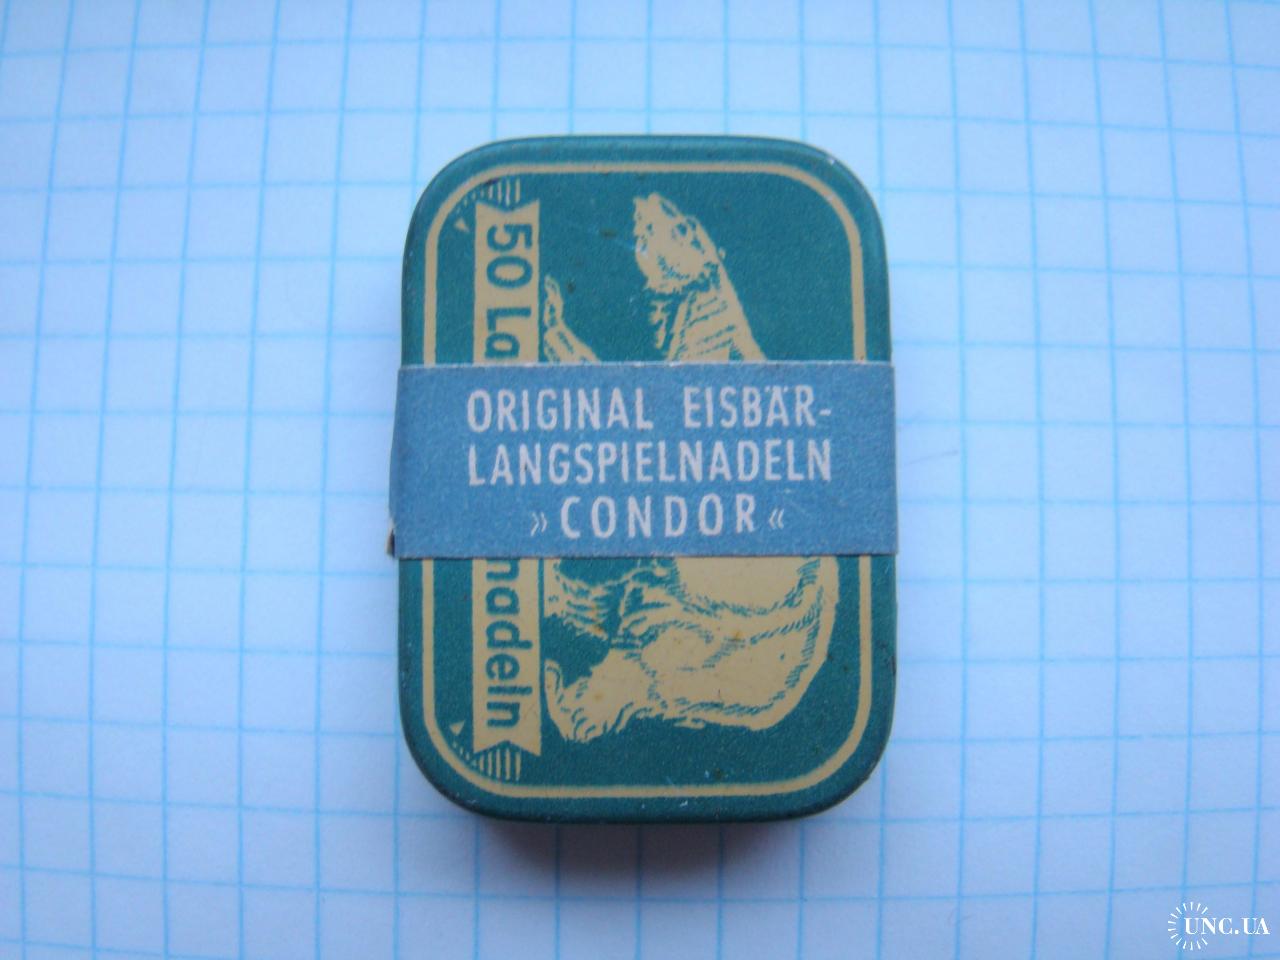 ORIGINAL EISBÄR-
LANGSPIELNADELN
»CONDOR«
50 La
nadeln
UNC.UA